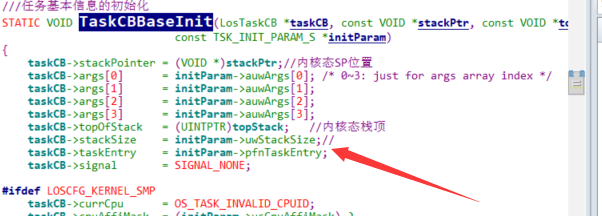 ///任务基本信息的初始化
STATIC VOID TaskCBBaseInit(LosTaskCB *taskCB, const VOID *stackPtr, const VOID *to
const TSK_INIT_PARAM_S *initParam)
{
taskCB->stackPointer = (VOID *)stackPtr;//内核态SP位置
taskCB->args[0] = initParam->auwArgs[0]; /* 0~3: just for args array index */
taskCB->args[1] = initParam->auwArgs[1];
taskCB->args[2] = initParam->auwArgs[2];
taskCB->args[3] = initParam->auwArgs[3];
taskCB->topOfStack = (UINTPTR)topStack; //内核态栈顶
taskCB->stackSize = initParam->uwStackSize;//
taskCB->taskEntry = initParam->pfnTaskEntry;
taskCB->signal = SIGNAL_NONE;
#ifdef LOSCFG_KERNEL_SMP
taskCB->currCpu = OS_TASK_INVALID_CPUID;